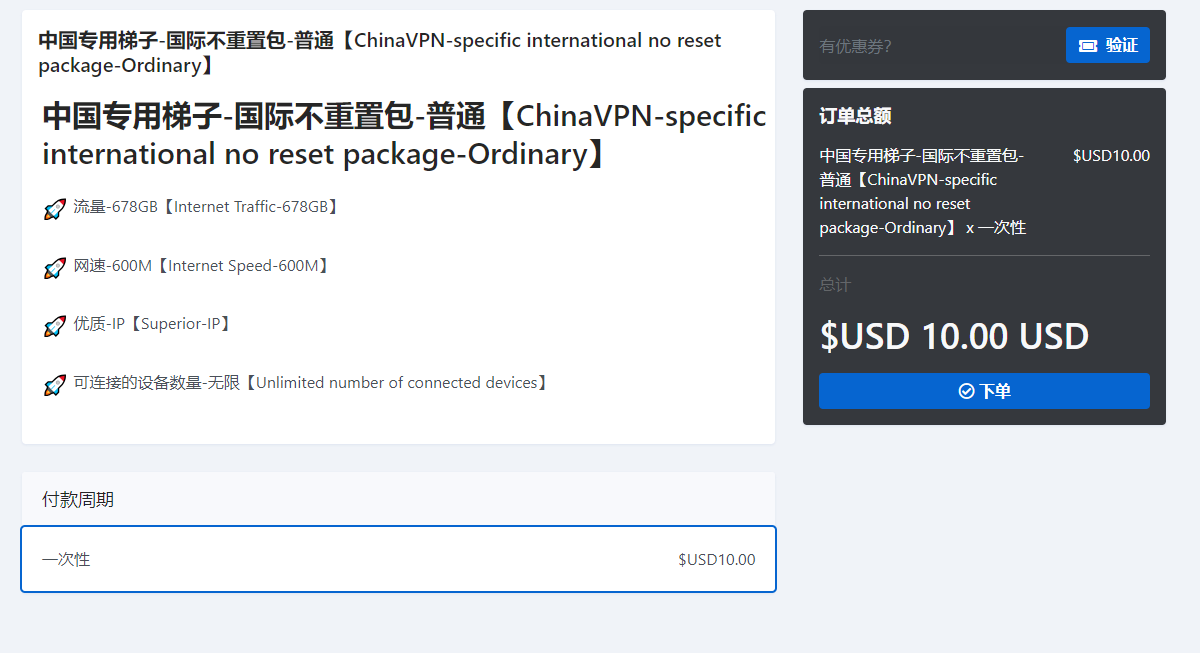 中国专用梯子-国际不重置包-普通【ChinaVPN-specific international no reset
package-Ordinary】
中国专用梯子-国际不重置包-普通【ChinaVPN-specific
international no reset package-Ordinary】
🚀 流量-678GB【Internet Traffic-678GB】
🚀 网速-600M【Internet Speed-600M】
🚀 优质-IP【Superior-IP】
🚀 可连接的设备数量-无限【Unlimited number of connected devices】
付款周期
一次性 $USD10.00
有优惠券?
验证
订单总额
中国专用梯子-国际不重置包- $USD10.00
普通【ChinaVPN-specific
international no reset
package-Ordinary】 x 一次性
总计
$USD 10.00 USD
下单